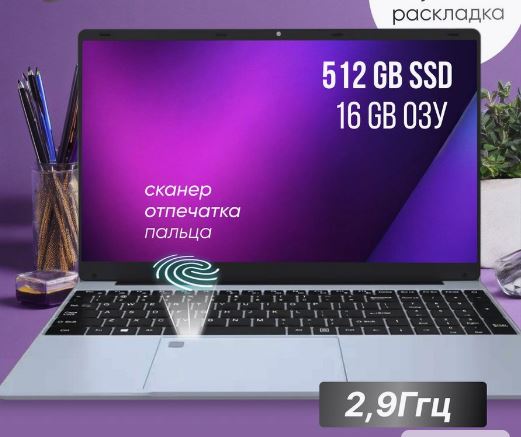 раскладка
512 GB SSD
16 GB ОЗУ
сканер
отпечатка
пальца
2,9Ггц